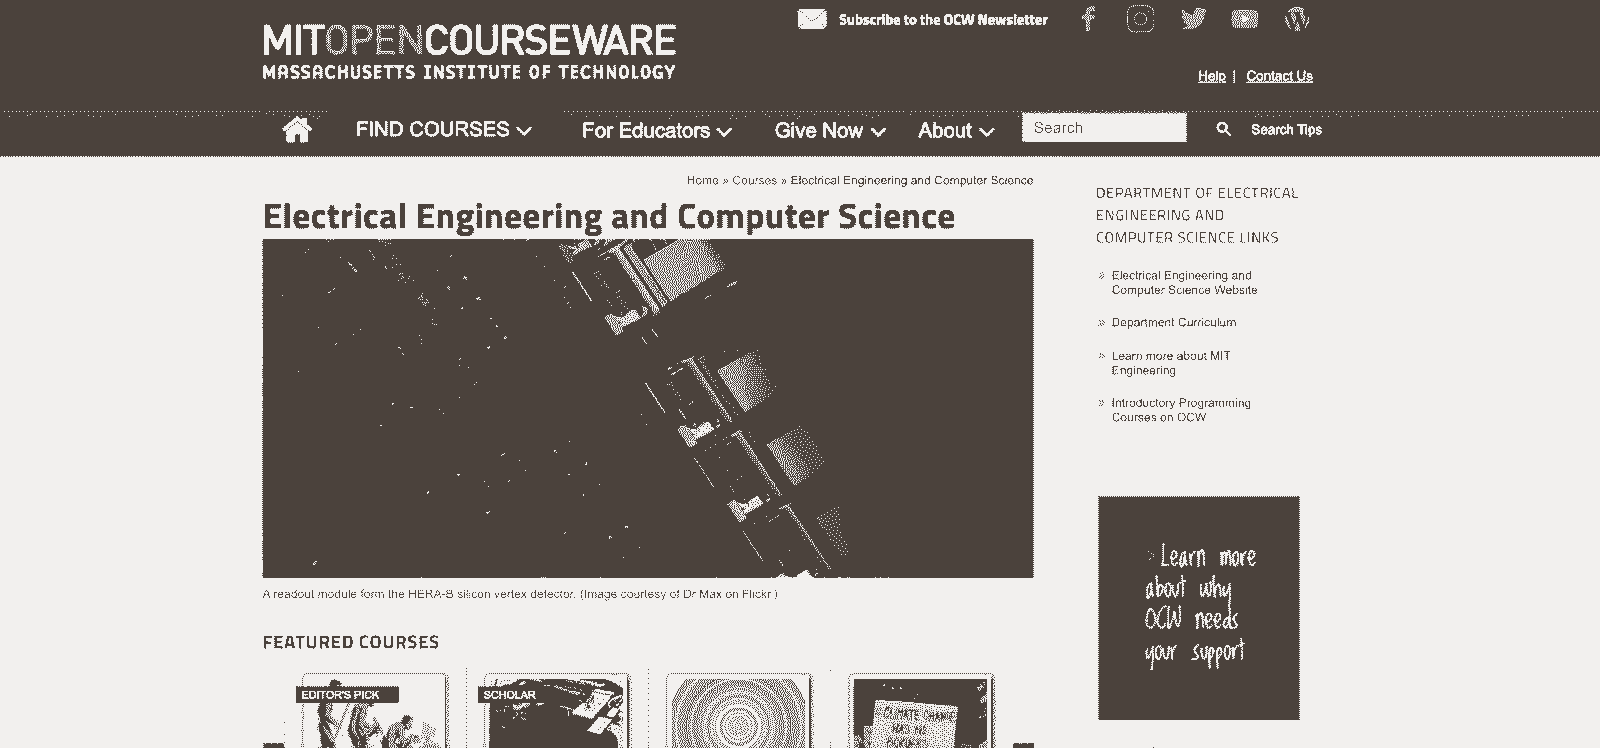 MITOPENCOURSEWARE
MASSACHUSETTS INSTITUTE OF TECHNOLOGY
Subscribe to the OCW Newsletter
Help | Contact Us
FIND COURSES
For Educators
Give Now
About
Search
Search Tips
Home » Courses » Electrical Engineering and Computer Science
Electrical Engineering and Computer Science
A readout module form the HERA-B silicon vertex detector. (Image courtesy of Dr Max on Flickr.)
FEATURED COURSES
EDITOR'S PICK
SCHOLAR
DEPARTMENT OF ELECTRICAL
ENGINEERING AND
COMPUTER SCIENCE LINKS
» Electrical Engineering and
Computer Science Website
» Department Curriculum
» Learn more about MIT
Engineering
» Introductory Programming
Courses on OCW
> Learn more
about why
OCW needs
your support